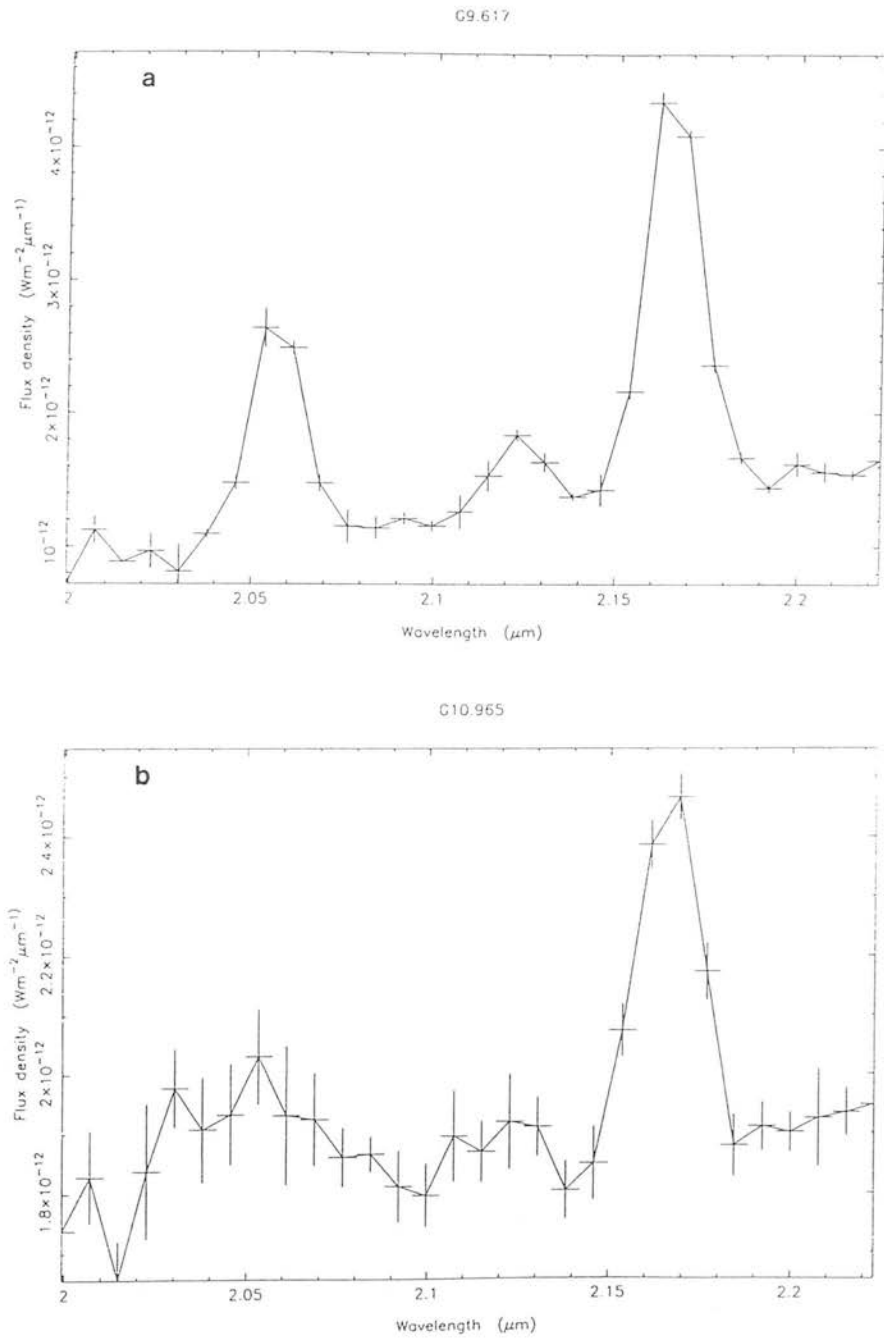 G9.617
a
4×10⁻¹²
3×10⁻¹²
2×10⁻¹²
10⁻¹²
Flux density (Wm⁻²μm⁻¹)
2 2.05 2.1 2.15 2.2
Wavelength (μm)
G10.965
b
2.4×10⁻¹²
2.2×10⁻¹²
2×10⁻¹²
1.8×10⁻¹²
Flux density (Wm⁻²μm⁻¹)
2 2.05 2.1 2.15 2.2
Wavelength (μm)